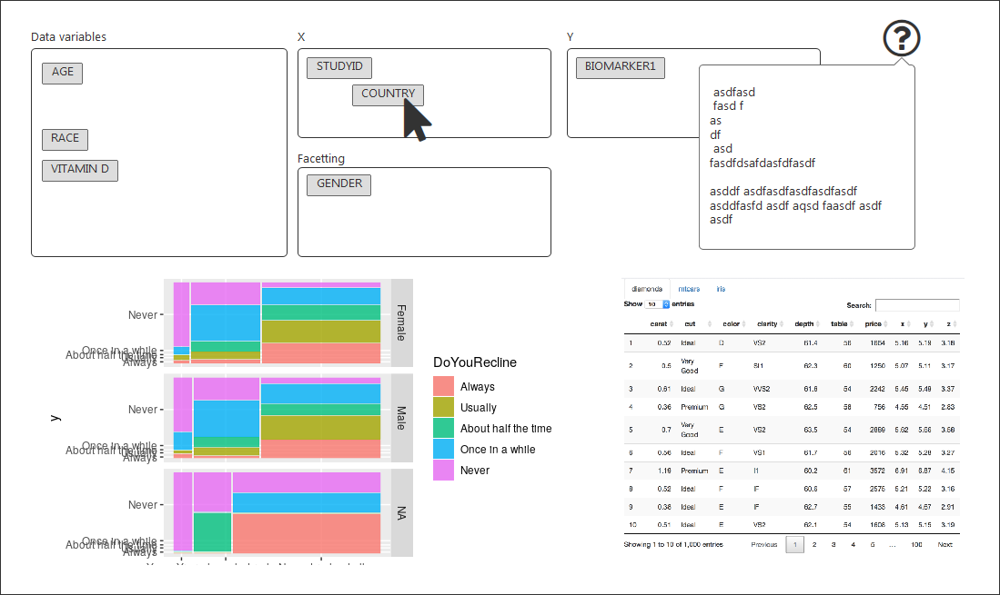 Data variables
X
Y
?
AGE
STUDYID
BIOMARKER1
COUNTRY
RACE
VITAMIN D
Facetting
GENDER
asdfasd
fasd f
as
df
asd
fasdfdsafdasfdfasdf
asddf asdfasdfasdfasdfasdf
asddfasfd asdf aqsd faasdf asdf
asdf
y
Never
Once in a while
About half the time
Always
Female
Never
Once in a while
About half the time
Always
Male
Never
Once in a while
About half the time
Always
NA
DoYouRecline
Always
Usually
About half the time
Once in a while
Never
diamonds mtcars iris
Show 10 entries Search:
carat cut color clarity depth table price x y z
1 0.52 Ideal D VS2 61.4 56 1664 5.16 5.19 3.18
2 0.5 Very Good F SI1 62.3 60 1250 5.07 5.11 3.17
3 0.61 Ideal G VVS2 61.6 54 2242 5.45 5.49 3.37
4 0.36 Premium G VS2 62.5 58 756 4.55 4.51 2.83
5 0.7 Very Good E VS2 63.5 54 2889 5.62 5.66 3.58
6 0.56 Ideal F VS1 61.7 56 2016 5.32 5.28 3.27
7 1.19 Premium E I1 60.2 61 3572 6.91 6.87 4.15
8 0.52 Ideal F IF 60.6 57 2575 5.21 5.22 3.16
9 0.38 Ideal E IF 62.7 55 1433 4.61 4.67 2.91
10 0.51 Ideal E VS2 62.1 54 1608 5.13 5.15 3.19
Showing 1 to 10 of 1,000 entries Previous 1 2 3 4 5 … 100 Next